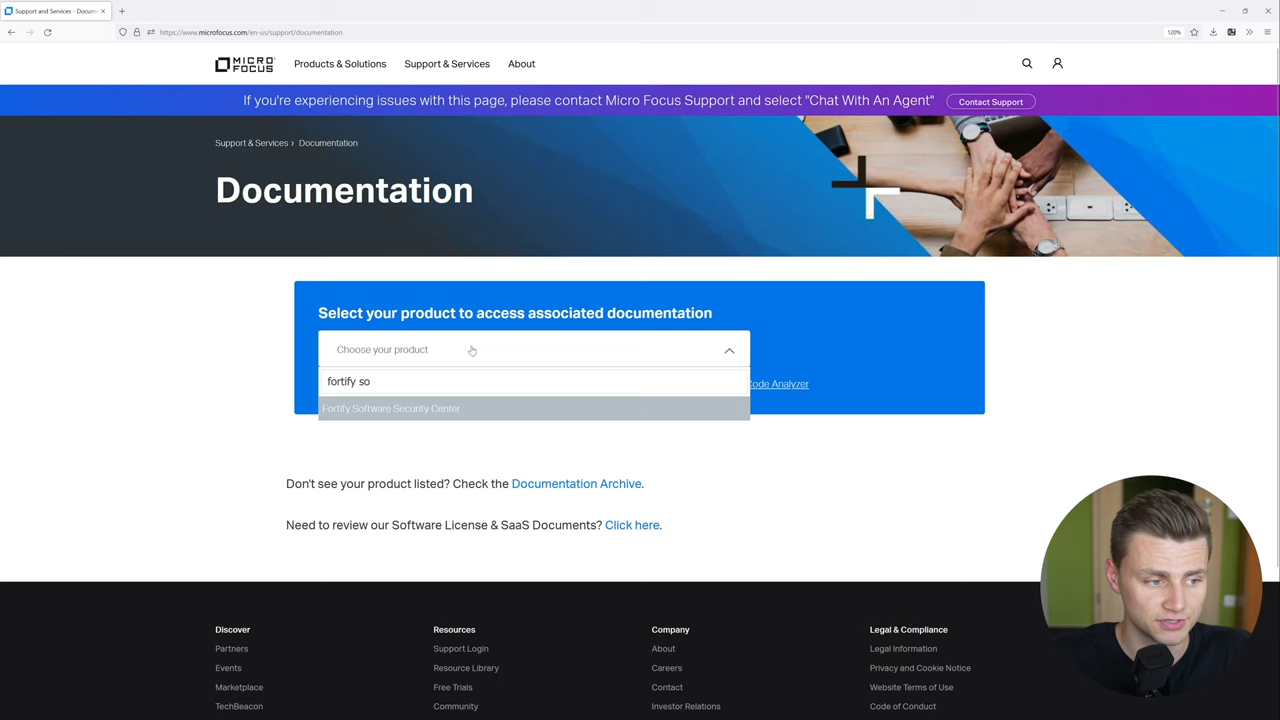 Support and Services - Docume
https://www.microfocus.com/en-us/support/documentation
120%
MICRO FOCUS
Products & Solutions
Support & Services
About
If you're experiencing issues with this page, please contact Micro Focus Support and select "Chat With An Agent"
Contact Support
Support & Services › Documentation
Documentation
Select your product to access associated documentation
Choose your product
fortify so
Code Analyzer
Fortify Software Security Center
Don't see your product listed? Check the Documentation Archive.
Need to review our Software License & SaaS Documents? Click here.
Discover
Resources
Company
Legal & Compliance
Partners
Support Login
About
Legal Information
Events
Resource Library
Careers
Privacy and Cookie Notice
Marketplace
Free Trials
Contact
Website Terms of Use
TechBeacon
Community
Investor Relations
Code of Conduct